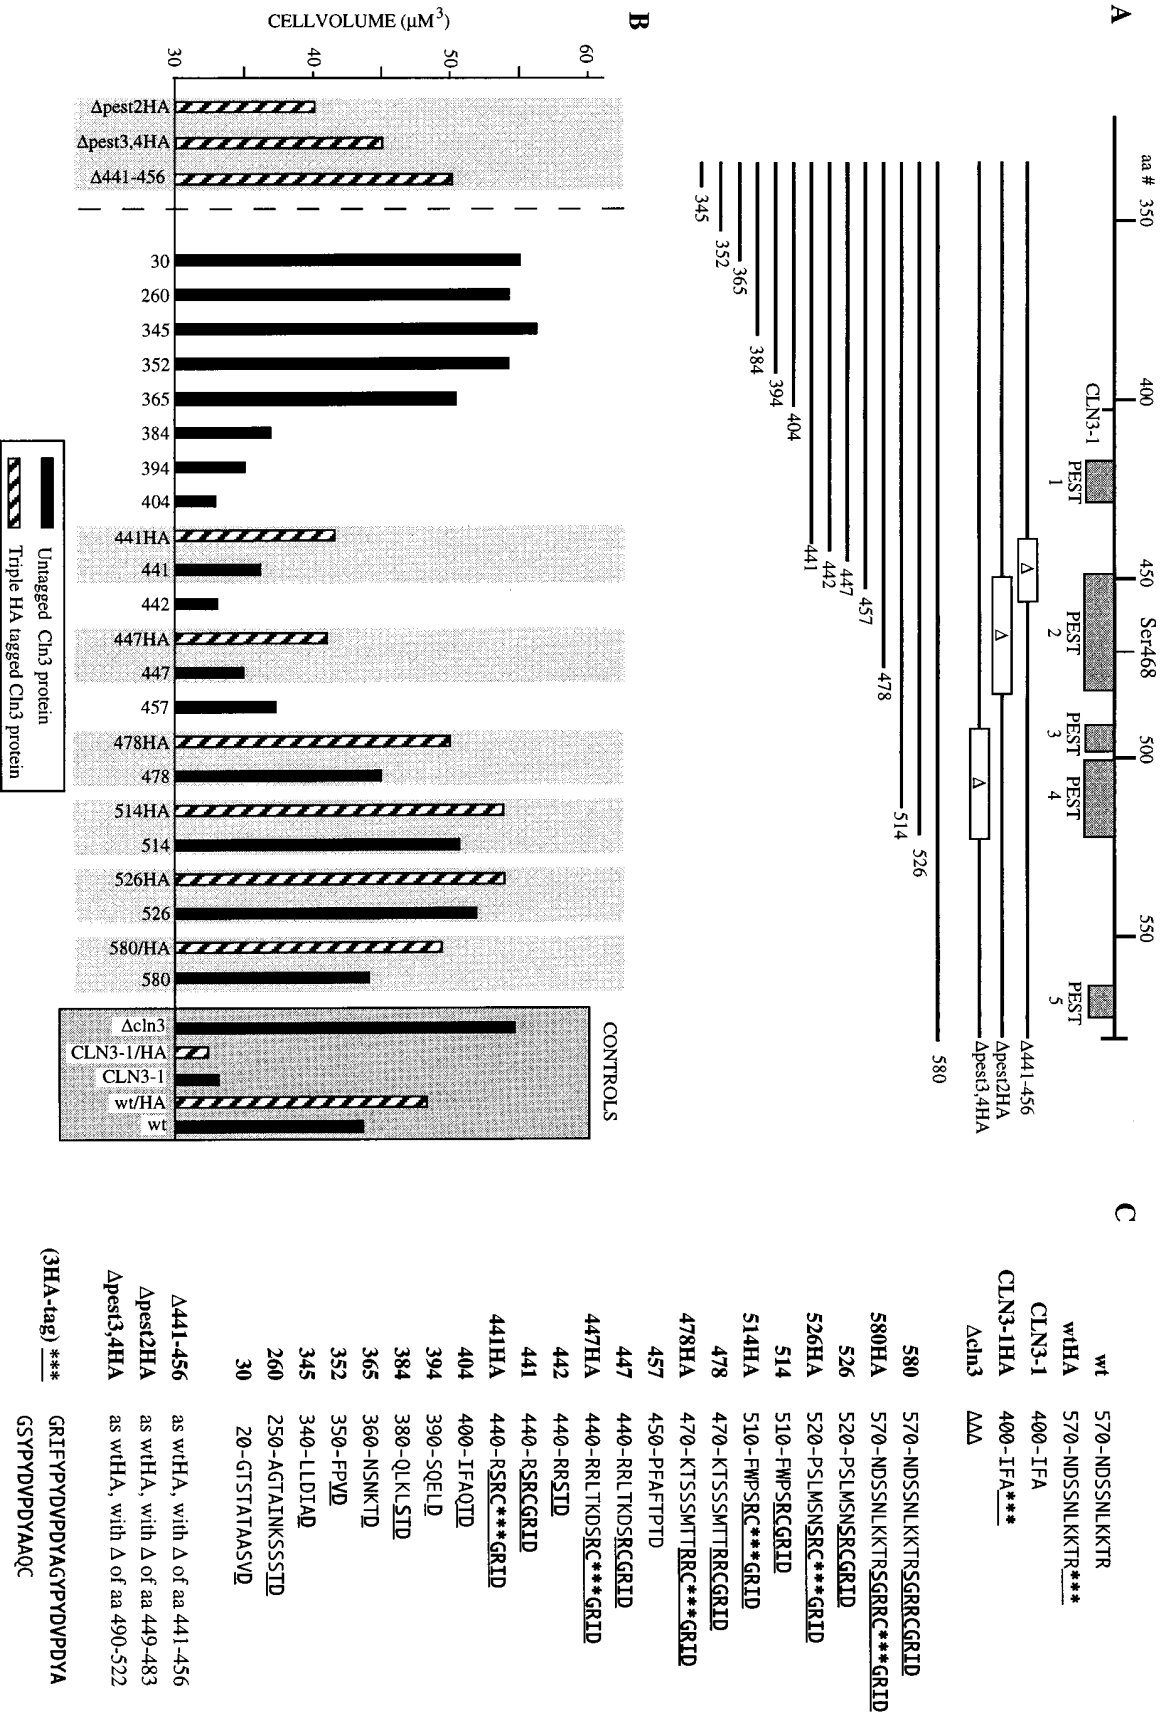 A
aa #
350
400
450
Ser468
500
550
CLN3-1
PEST
1
PEST
2
PEST
3
PEST
4
PEST
5
Δ
Δ441-456
Δ
Δpest2HA
Δ
Δpest3,4HA
580
526
514
478
457
447
442
441
404
394
384
365
352
345
B
CELLVOLUME (μM³)
60
50
40
30
CONTROLS
Δpest2HA
Δpest3,4HA
Δ441-456
30
260
345
352
365
384
394
404
441HA
441
442
447HA
447
457
478HA
478
514HA
514
526HA
526
580/HA
580
Δcln3
CLN3-1/HA
CLN3-1
wt/HA
wt
Untagged Cln3 protein
Triple HA tagged Cln3 protein
C
wt 570-NDSSNLKKTR
wtHA 570-NDSSNLKKTR***
CLN3-1 400-IFA
CLN3-1HA 400-IFA***
Δcln3 ΔΔΔ
580 570-NDSSNLKKTRSGRRCGRID
580HA 570-NDSSNLKKTRSGRRC***GRID
526 520-PSLMSNSRCGRID
526HA 520-PSLMSNSRC***GRID
514 510-FWPSRCGRID
514HA 510-FWPSRC***GRID
478 470-KTSSSMTTRRCGRID
478HA 470-KTSSSMTTRRC***GRID
457 450-PFAFTPTD
447 440-RRLTKDSRCGRID
447HA 440-RRLTKDSRC***GRID
442 440-RRSTD
441 440-RSRCGRID
441HA 440-RSRC***GRID
404 400-IFAQTD
394 390-SQELD
384 380-QLKLSTD
365 360-NSNKTD
352 350-FPVD
345 340-LLDIAD
260 250-AGTAINKSSSTD
30 20-GTSTATAASVD
Δ441-456 as wtHA, with Δ of aa 441-456
Δpest2HA as wtHA, with Δ of aa 449-483
Δpest3,4HA as wtHA, with Δ of aa 490-522
(3HA-tag) *** GRIFYPYDVPDYAGYPYDVPDYA
GSYPYDVPDYAAQC